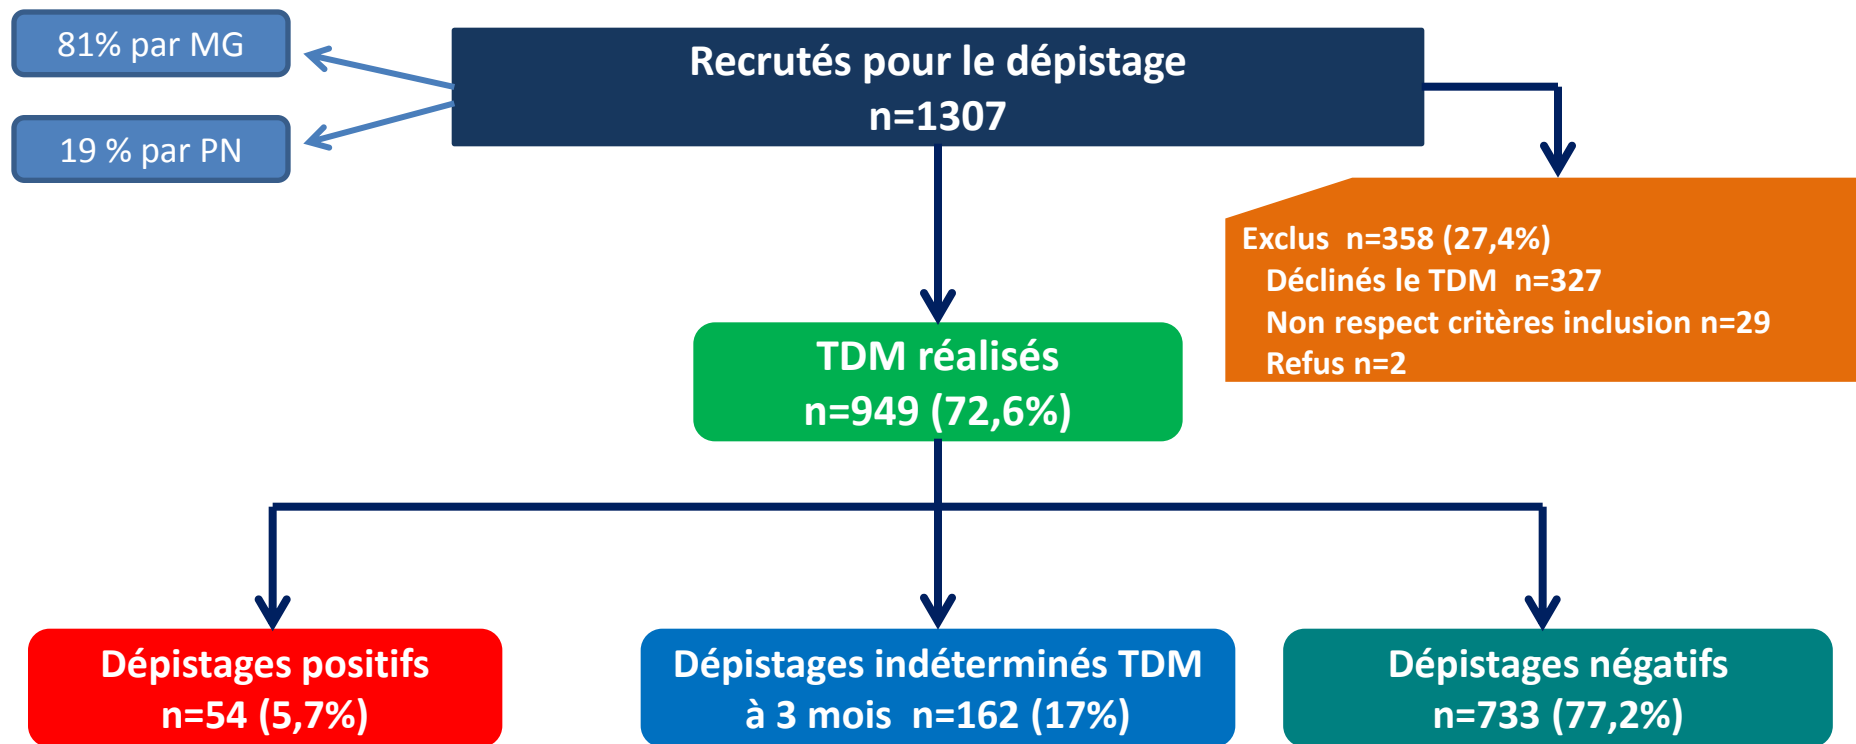 81% par MG
19 % par PN
Recrutés pour le dépistage
n=1307
Exclus n=358 (27,4%)
Déclinés le TDM n=327
Non respect critères inclusion n=29
Refus n=2
TDM réalisés
n=949 (72,6%)
Dépistages positifs
n=54 (5,7%)
Dépistages indéterminés TDM
à 3 mois n=162 (17%)
Dépistages négatifs
n=733 (77,2%)